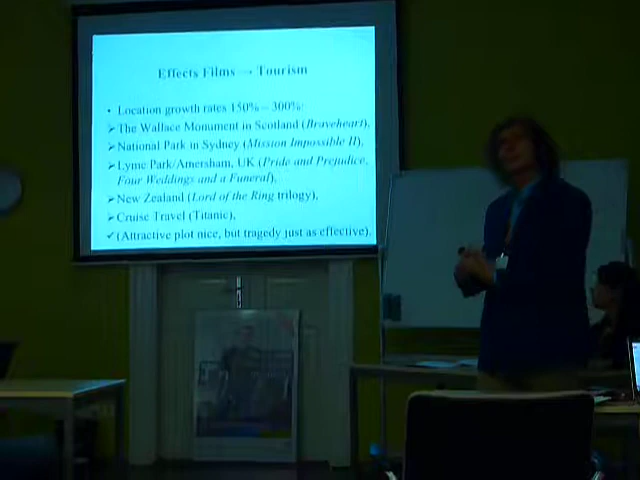 Effects Films → Tourism
• Location growth rates 150% – 300%:
➢ The Wallace Monument in Scotland (Braveheart),
➢ National Park in Sydney (Mission Impossible II),
➢ Lyme Park/Amersham, UK (Pride and Prejudice,
Four Weddings and a Funeral),
➢ New Zealand (Lord of the Ring trilogy),
➢ Cruise Travel (Titanic),
✓ (Attractive plot nice, but tragedy just as effective).